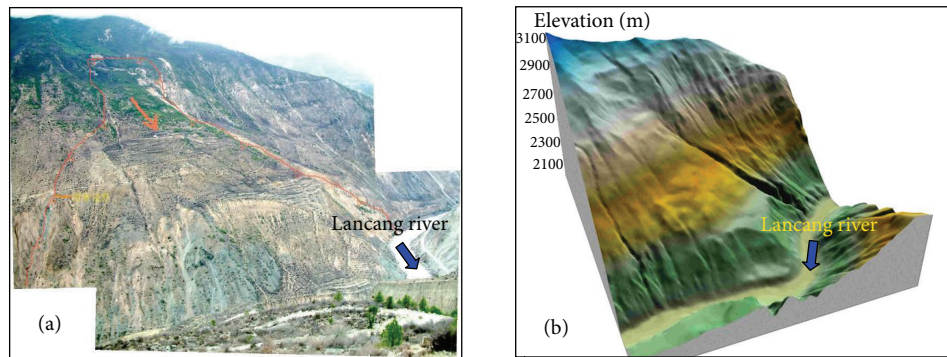 Lancang river
(a)
Elevation (m)
3100
2900
2700
2500
2300
2100
Lancang river
(b)